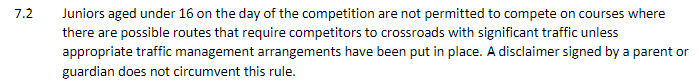 7.2 Juniors aged under 16 on the day of the competition are not permitted to compete on courses where
there are possible routes that require competitors to crossroads with significant traffic unless
appropriate traffic management arrangements have been put in place. A disclaimer signed by a parent or
guardian does not circumvent this rule.